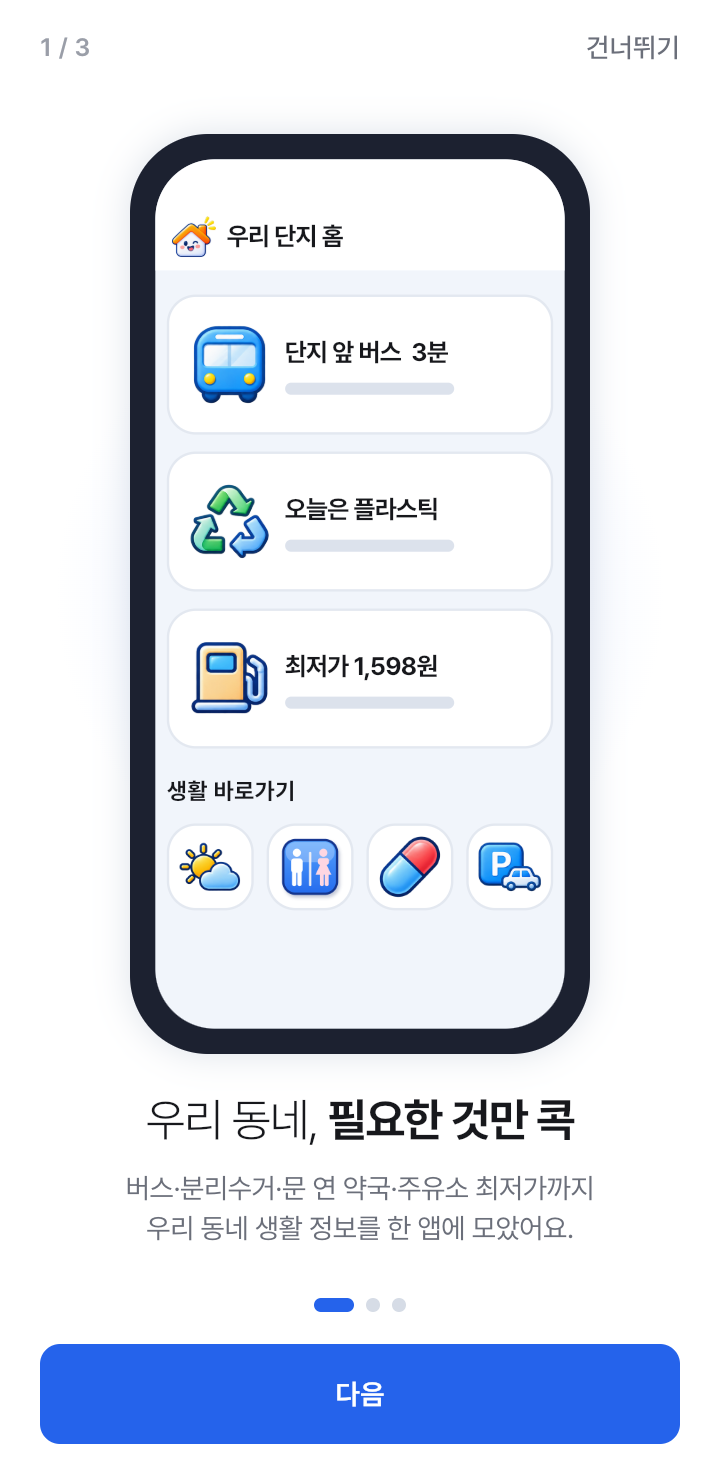 1 / 3
건너뛰기
우리 단지 홈
단지 앞 버스 3분
오늘은 플라스틱
최저가 1,598원
생활 바로가기
P
우리 동네, 필요한 것만 콕
버스·분리수거·문 연 약국·주유소 최저가까지
우리 동네 생활 정보를 한 앱에 모았어요.
다음